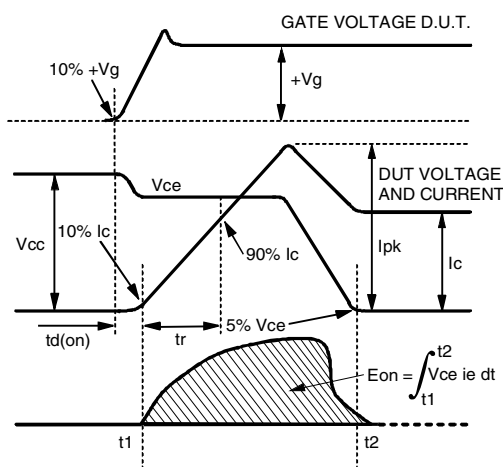 GATE VOLTAGE D.U.T.
10% +Vg
+Vg
Vce
DUT VOLTAGE
AND CURRENT
Vcc
10% Ic
90% Ic
Ipk
Ic
td(on)
tr
5% Vce
Eon = ∫ Vce ie dt
t2
t1
t1
t2